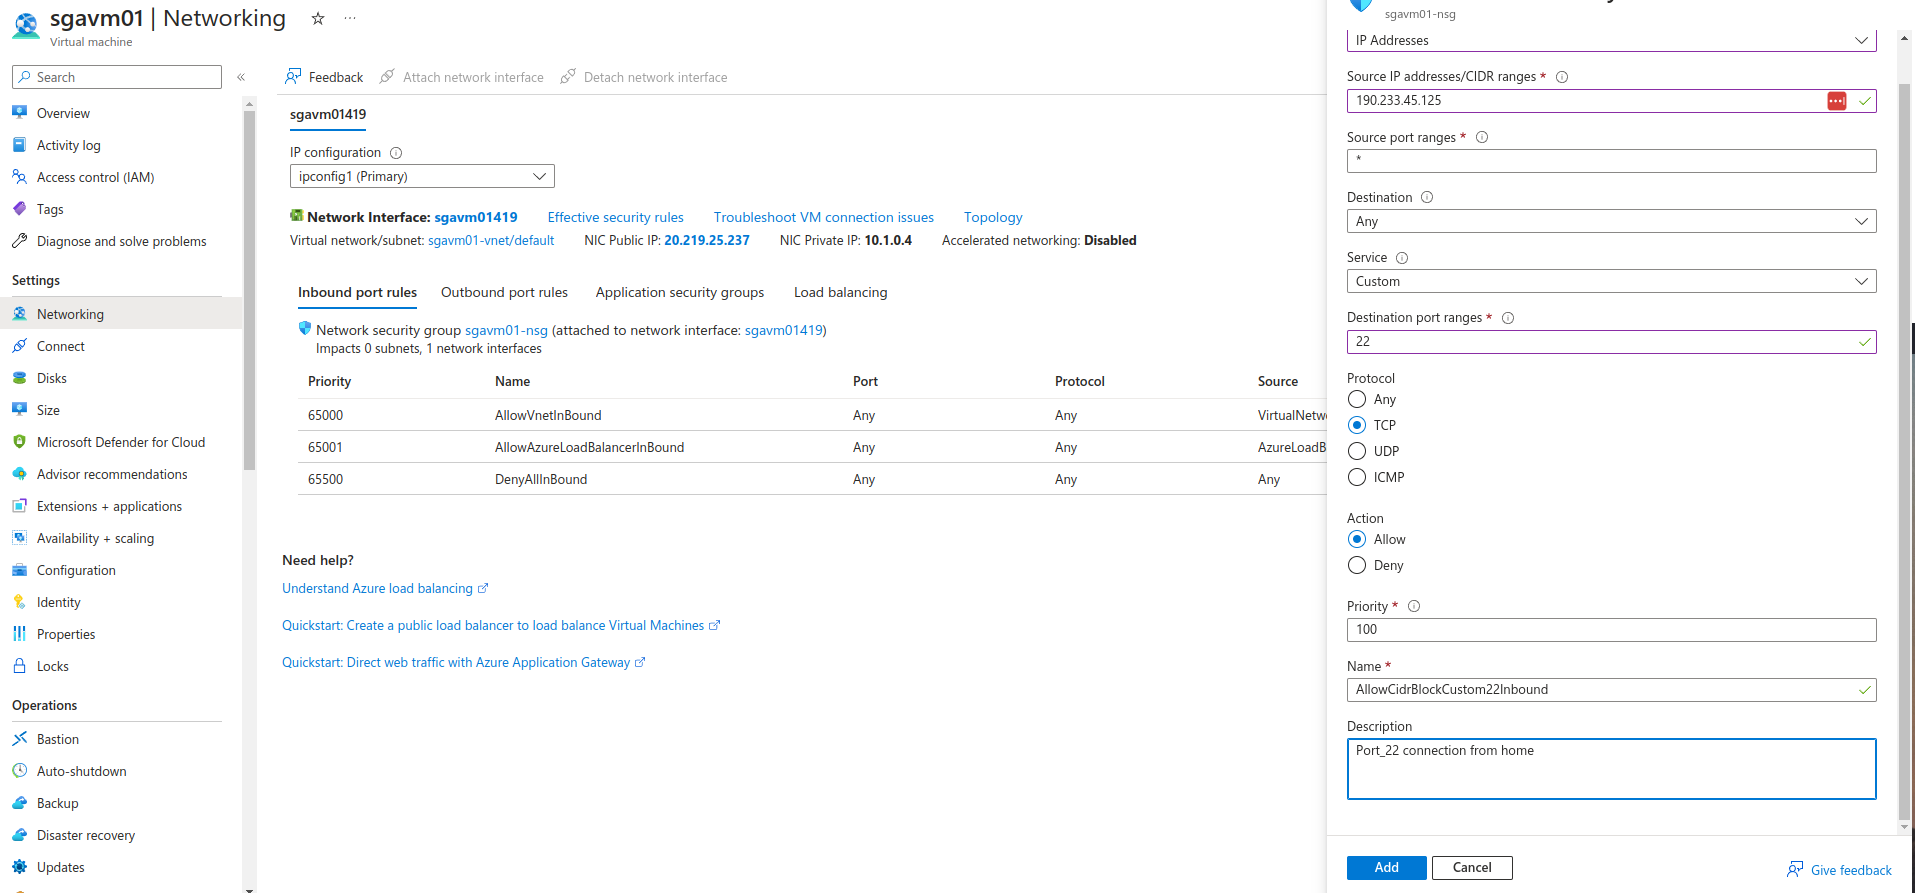 sgavm01 | Networking
Virtual machine
Search
Overview
Activity log
Access control (IAM)
Tags
Diagnose and solve problems
Settings
Networking
Connect
Disks
Size
Microsoft Defender for Cloud
Advisor recommendations
Extensions + applications
Availability + scaling
Configuration
Identity
Properties
Locks
Operations
Bastion
Auto-shutdown
Backup
Disaster recovery
Updates
Feedback Attach network interface Detach network interface
sgavm01419
IP configuration
ipconfig1 (Primary)
Network Interface: sgavm01419 Effective security rules Troubleshoot VM connection issues Topology
Virtual network/subnet: sgavm01-vnet/default NIC Public IP: 20.219.25.237 NIC Private IP: 10.1.0.4 Accelerated networking: Disabled
Inbound port rules Outbound port rules Application security groups Load balancing
Network security group sgavm01-nsg (attached to network interface: sgavm01419)
Impacts 0 subnets, 1 network interfaces
Priority Name Port Protocol Source
65000 AllowVnetInBound Any Any VirtualNetw
65001 AllowAzureLoadBalancerInBound Any Any AzureLoadB
65500 DenyAllInBound Any Any Any
Need help?
Understand Azure load balancing
Quickstart: Create a public load balancer to load balance Virtual Machines
Quickstart: Direct web traffic with Azure Application Gateway
sgavm01-nsg
IP Addresses
Source IP addresses/CIDR ranges *
190.233.45.125
Source port ranges *
*
Destination
Any
Service
Custom
Destination port ranges *
22
Protocol
Any
TCP
UDP
ICMP
Action
Allow
Deny
Priority *
100
Name *
AllowCidrBlockCustom22Inbound
Description
Port_22 connection from home
Add Cancel
Give feedback